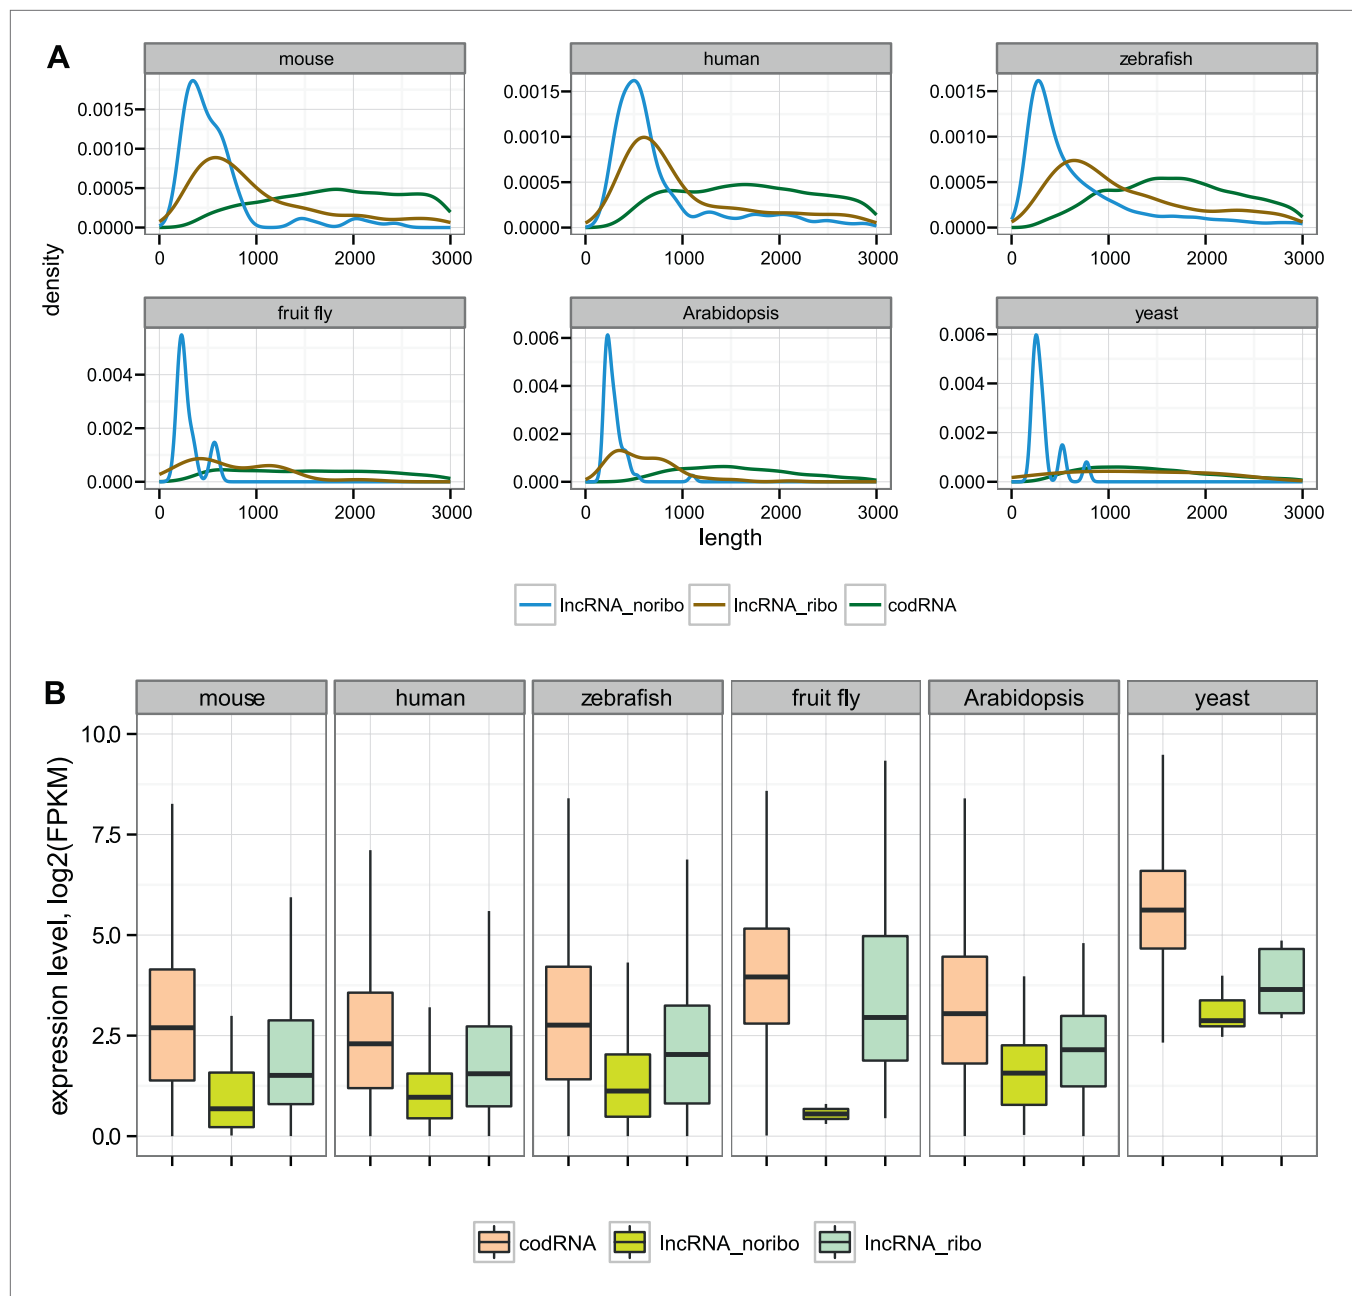 A
mouse
human
zebrafish
0.0015
0.0010
0.0005
0.0000
0.0015
0.0010
0.0005
0.0000
0.0015
0.0010
0.0005
0.0000
0 1000 2000 3000
0 1000 2000 3000
0 1000 2000 3000
density
fruit fly
Arabidopsis
yeast
0.004
0.002
0.000
0.006
0.004
0.002
0.000
0.006
0.004
0.002
0.000
0 1000 2000 3000
0 1000 2000 3000
0 1000 2000 3000
length
lncRNA_noribo lncRNA_ribo codRNA
B
mouse human zebrafish fruit fly Arabidopsis yeast
expression level, log2(FPKM)
10.0
7.5
5.0
2.5
0.0
codRNA lncRNA_noribo lncRNA_ribo